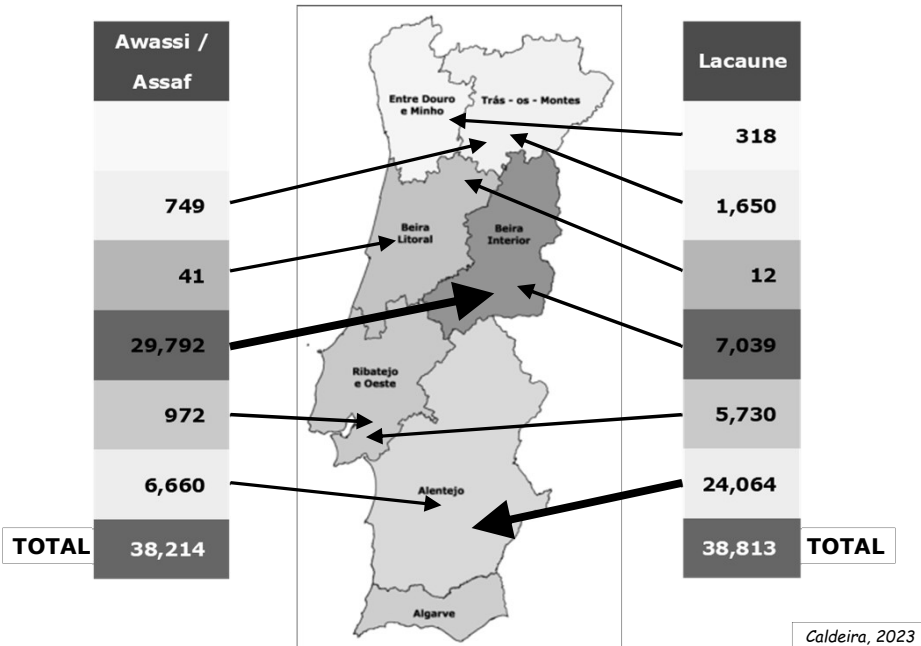 Awassi /
Assaf
749
41
29,792
972
6,660
TOTAL
38,214
Entre Douro
e Minho
Trás - os - Montes
Beira
Litoral
Beira
Interior
Ribatejo
e Oeste
Alentejo
Algarve
Lacaune
318
1,650
12
7,039
5,730
24,064
38,813
TOTAL
Caldeira, 2023